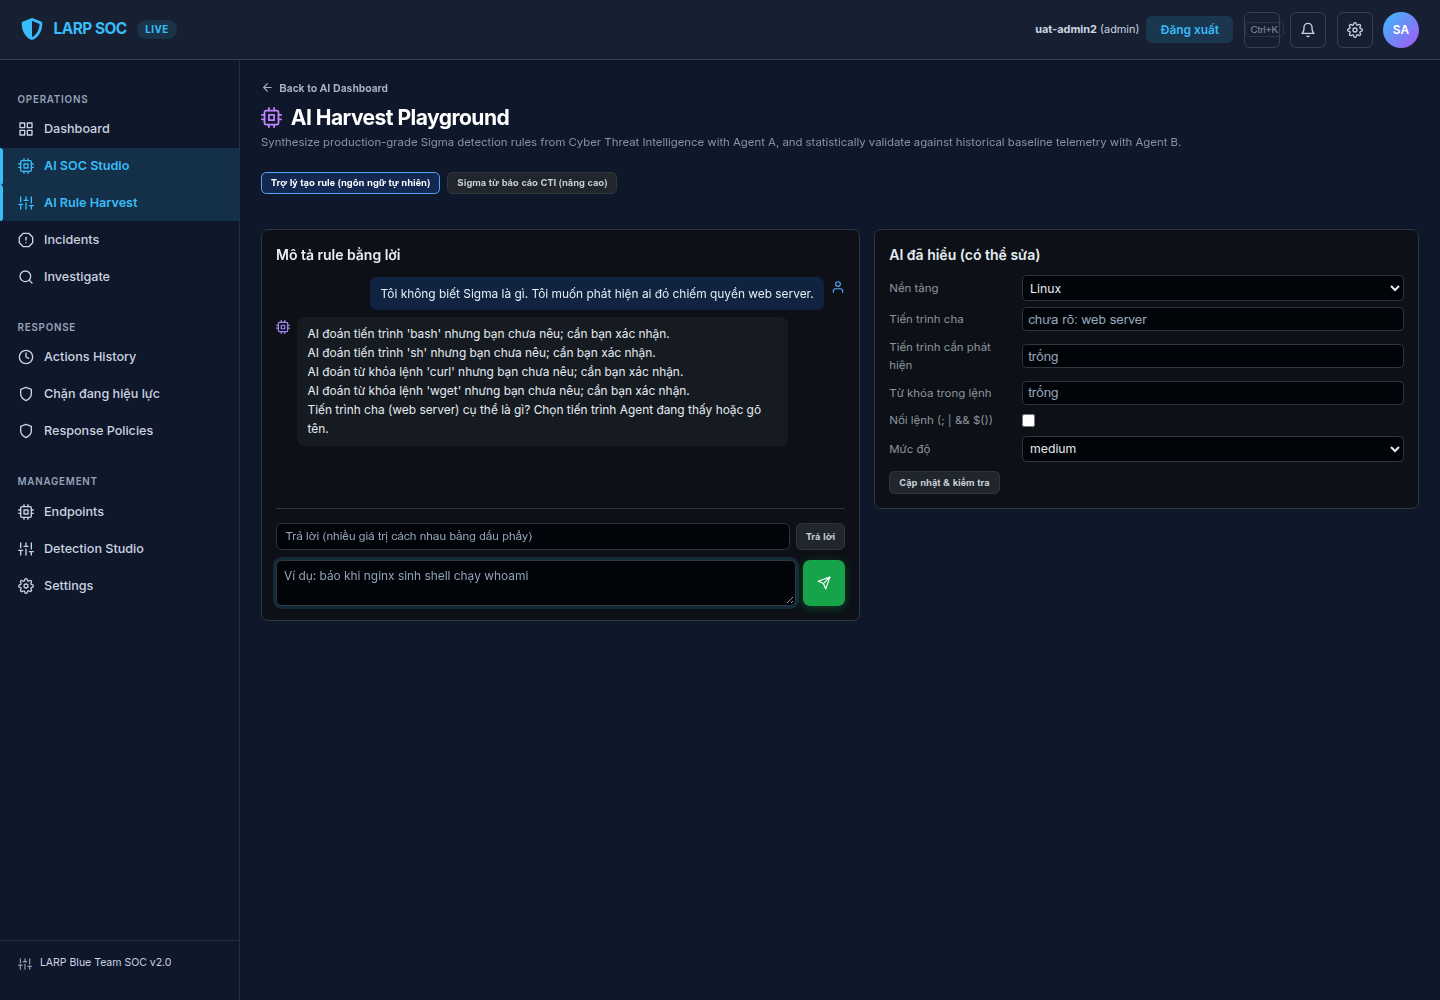 LARP SOC
LIVE
uat-admin2 (admin)
Đăng xuất
Ctrl+K
SA
OPERATIONS
Dashboard
AI SOC Studio
AI Rule Harvest
Incidents
Investigate
RESPONSE
Actions History
Chặn đang hiệu lực
Response Policies
MANAGEMENT
Endpoints
Detection Studio
Settings
LARP Blue Team SOC v2.0
Back to AI Dashboard
AI Harvest Playground
Synthesize production-grade Sigma detection rules from Cyber Threat Intelligence with Agent A, and statistically validate against historical baseline telemetry with Agent B.
Trợ lý tạo rule (ngôn ngữ tự nhiên)
Sigma từ báo cáo CTI (nâng cao)
Mô tả rule bằng lời
Tôi không biết Sigma là gì. Tôi muốn phát hiện ai đó chiếm quyền web server.
AI đoán tiến trình 'bash' nhưng bạn chưa nêu; cần bạn xác nhận.
AI đoán tiến trình 'sh' nhưng bạn chưa nêu; cần bạn xác nhận.
AI đoán từ khóa lệnh 'curl' nhưng bạn chưa nêu; cần bạn xác nhận.
AI đoán từ khóa lệnh 'wget' nhưng bạn chưa nêu; cần bạn xác nhận.
Tiến trình cha (web server) cụ thể là gì? Chọn tiến trình Agent đang thấy hoặc gõ
tên.
Trả lời (nhiều giá trị cách nhau bằng dấu phẩy)
Trả lời
Ví dụ: báo khi nginx sinh shell chạy whoami
AI đã hiểu (có thể sửa)
Nền tảng
Linux
Tiến trình cha
chưa rõ: web server
Tiến trình cần phát
hiện
trống
Từ khóa trong lệnh
trống
Nối lệnh (; | && $())
Mức độ
medium
Cập nhật & kiểm tra